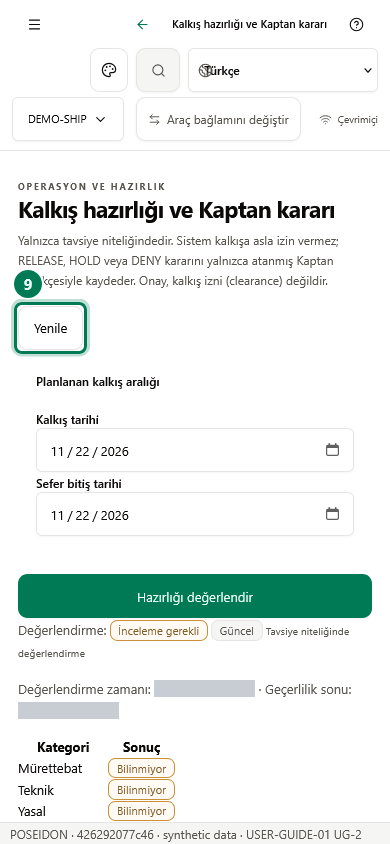 Kalkış hazırlığı ve Kaptan kararı
Türkçe
DEMO-SHIP
Araç bağlamını değiştir
Çevrimiçi
OPERASYON VE HAZIRLIK
Kalkış hazırlığı ve Kaptan kararı
Yalnızca tavsiye niteliğindedir. Sistem kalkışa asla izin vermez;
RELEASE, HOLD veya DENY kararını yalnızca atanmış Kaptan
kçesiyle kaydeder. Onay, kalkış izni (clearance) değildir.
9
Yenile
Planlanan kalkış aralığı
Kalkış tarihi
11 / 22 / 2026
Sefer bitiş tarihi
11 / 22 / 2026
Hazırlığı değerlendir
Değerlendirme: İnceleme gerekli Güncel Tavsiye niteliğinde
değerlendirme
Değerlendirme zamanı: · Geçerlilik sonu:
Kategori Sonuç
Mürettebat Bilinmiyor
Teknik Bilinmiyor
Yasal Bilinmiyor
POSEIDON · 426292077c46 · synthetic data · USER-GUIDE-01 UG-2